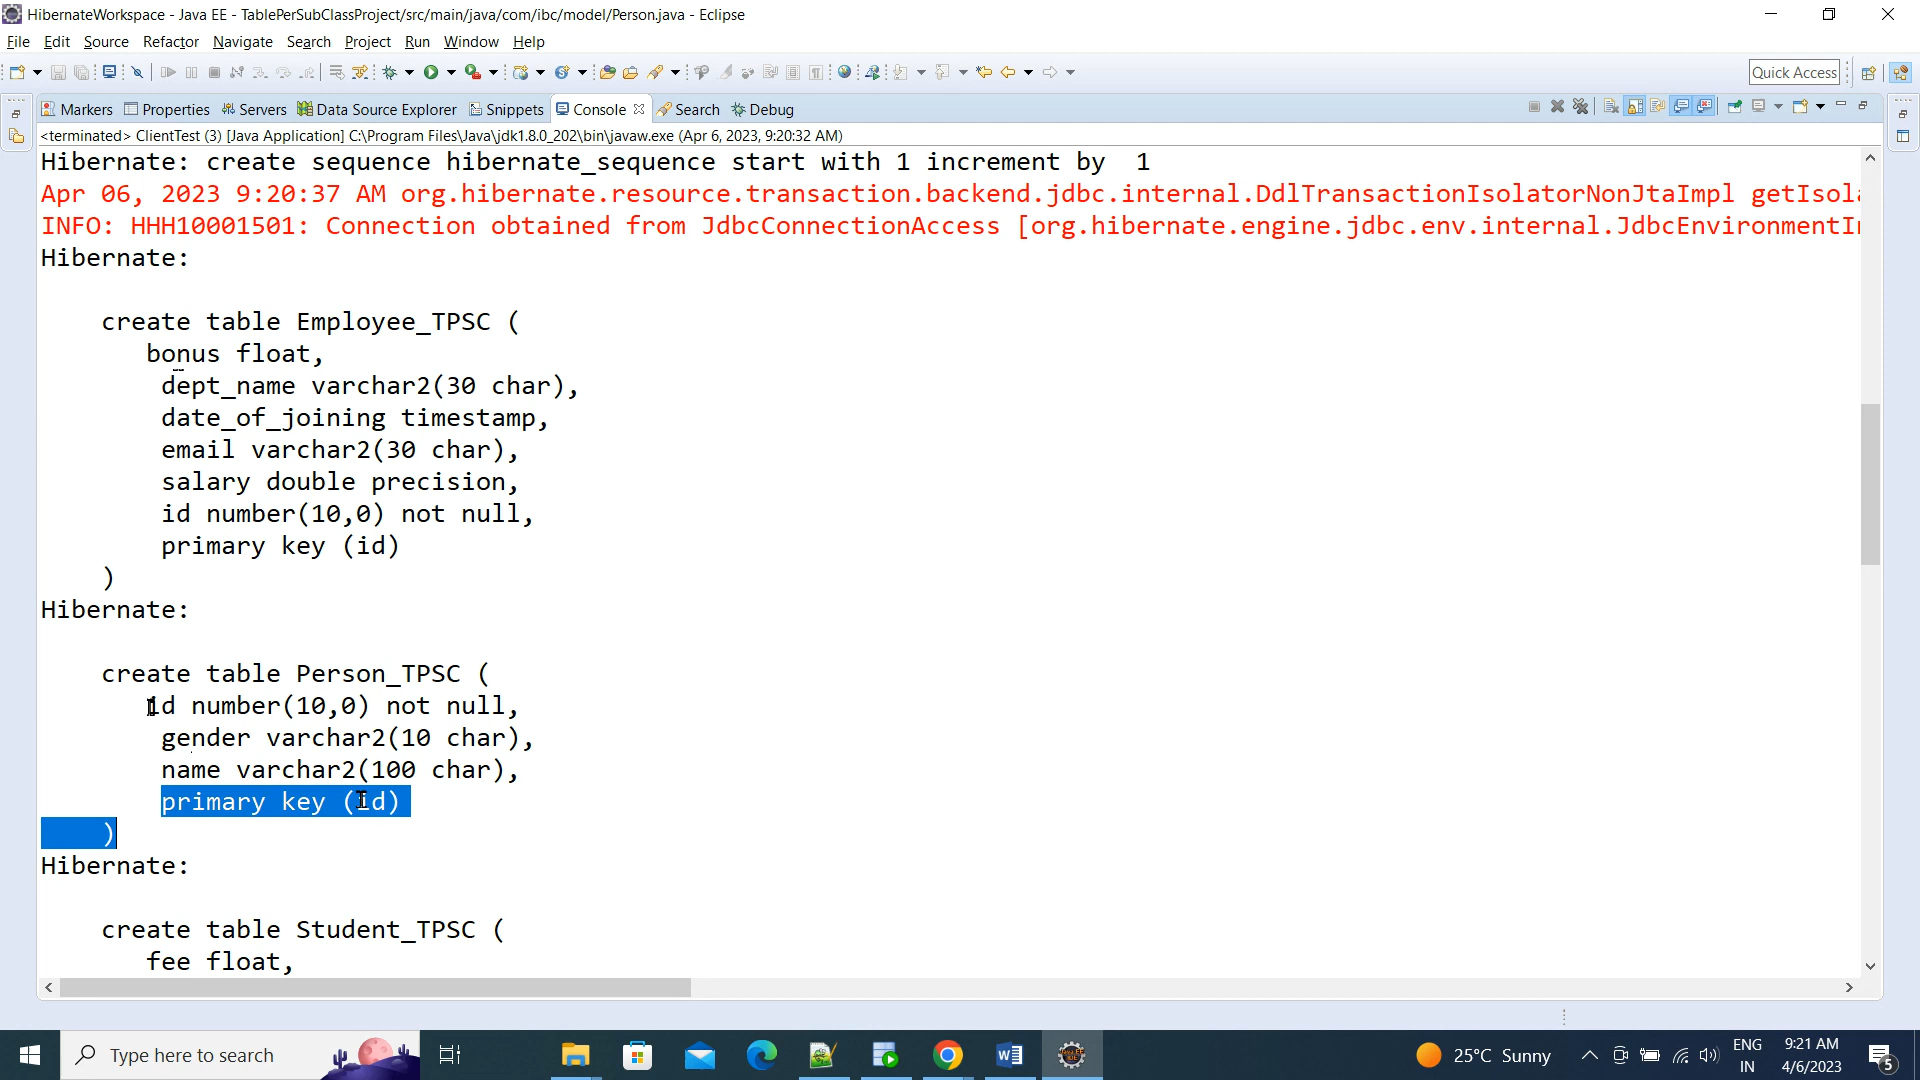 HibernateWorkspace - Java EE - TablePerSubClassProject/src/main/java/com/ibc/model/Person.java - Eclipse
File Edit Source Refactor Navigate Search Project Run Window Help
Quick Access
Markers Properties Servers Data Source Explorer Snippets Console Search Debug
<terminated> ClientTest (3) [Java Application] C:\Program Files\Java\jdk1.8.0_202\bin\javaw.exe (Apr 6, 2023, 9:20:32 AM)
Hibernate: create sequence hibernate_sequence start with 1 increment by  1
Apr 06, 2023 9:20:37 AM org.hibernate.resource.transaction.backend.jdbc.internal.DdlTransactionIsolatorNonJtaImpl getIsola
INFO: HHH10001501: Connection obtained from JdbcConnectionAccess [org.hibernate.engine.jdbc.env.internal.JdbcEnvironmentI
Hibernate:
create table Employee_TPSC (
bonus float,
dept_name varchar2(30 char),
date_of_joining timestamp,
email varchar2(30 char),
salary double precision,
id number(10,0) not null,
primary key (id)
)
Hibernate:
create table Person_TPSC (
id number(10,0) not null,
gender varchar2(10 char),
name varchar2(100 char),
primary key (id)
)
Hibernate:
create table Student_TPSC (
fee float,
Type here to search
25°C Sunny
ENG
IN
9:21 AM
4/6/2023
5